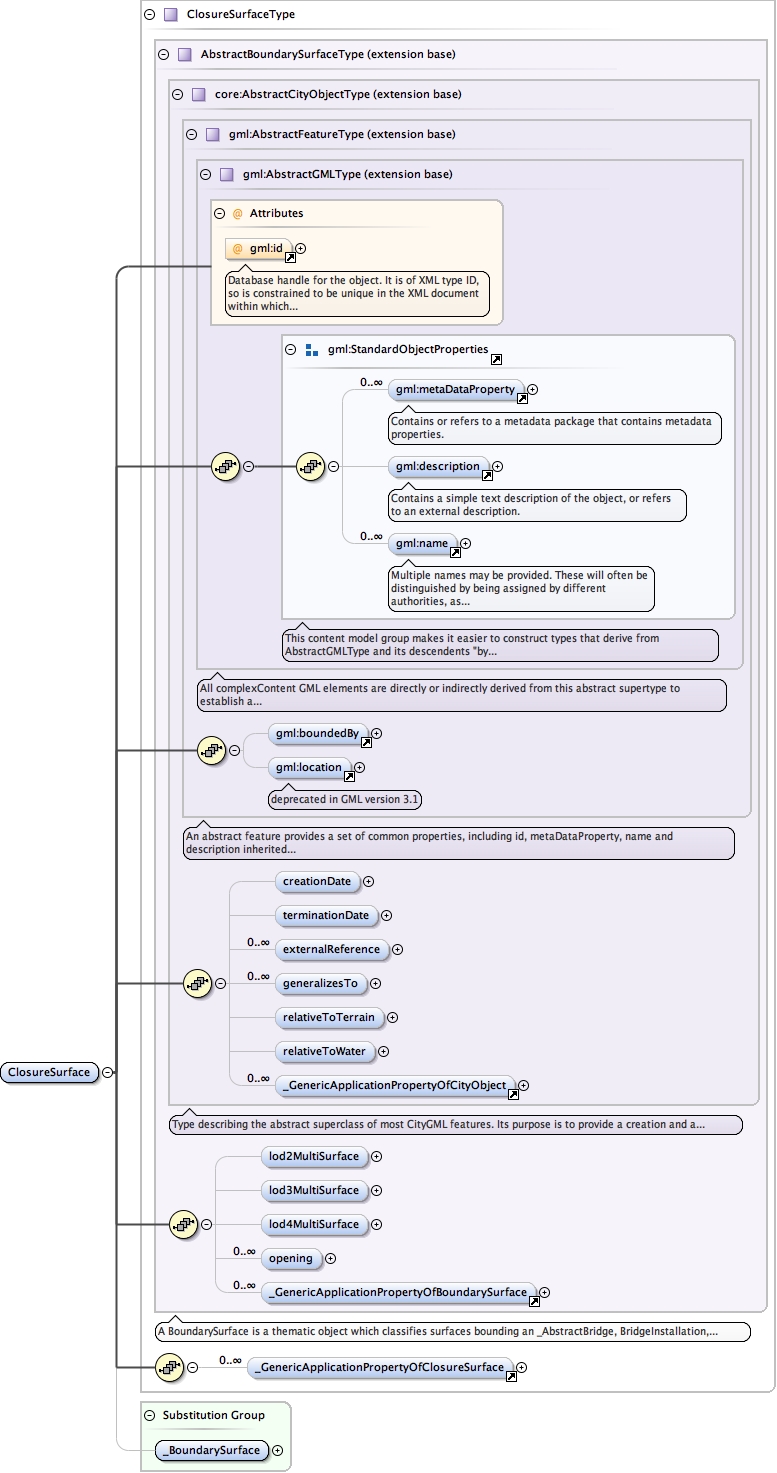 ClosureSurfaceType
AbstractBoundarySurfaceType (extension base)
core:AbstractCityObjectType (extension base)
gml:AbstractFeatureType (extension base)
gml:AbstractGMLType (extension base)
@ Attributes
@ gml:id
Database handle for the object. It is of XML type ID,
so is constrained to be unique in the XML document
within which...
gml:StandardObjectProperties
0..∞
gml:metaDataProperty
Contains or refers to a metadata package that contains metadata
properties.
gml:description
Contains a simple text description of the object, or refers
to an external description.
0..∞
gml:name
Multiple names may be provided. These will often be
distinguished by being assigned by different
authorities, as...
This content model group makes it easier to construct types that derive from
AbstractGMLType and its descendents "by...
All complexContent GML elements are directly or indirectly derived from this abstract supertype to
establish a...
gml:boundedBy
gml:location
deprecated in GML version 3.1
An abstract feature provides a set of common properties, including id, metaDataProperty, name and
description inherited...
creationDate
terminationDate
0..∞
externalReference
0..∞
generalizesTo
relativeToTerrain
relativeToWater
ClosureSurface
0..∞
_GenericApplicationPropertyOfCityObject
Type describing the abstract superclass of most CityGML features. Its purpose is to provide a creation and a...
lod2MultiSurface
lod3MultiSurface
lod4MultiSurface
0..∞
opening
0..∞
_GenericApplicationPropertyOfBoundarySurface
A BoundarySurface is a thematic object which classifies surfaces bounding an _AbstractBridge, BridgeInstallation,...
0..∞
_GenericApplicationPropertyOfClosureSurface
Substitution Group
_BoundarySurface